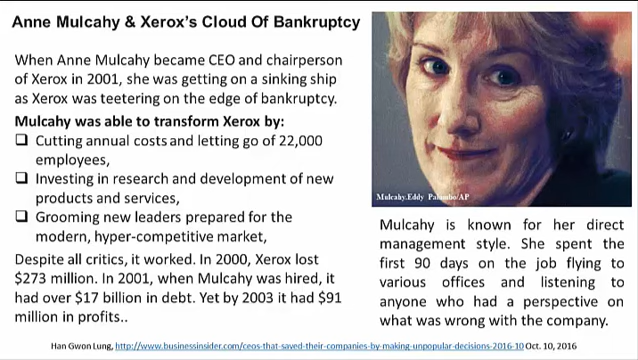 Anne Mulcahy & Xerox's Cloud Of Bankruptcy
When Anne Mulcahy became CEO and chairperson
of Xerox in 2001, she was getting on a sinking ship
as Xerox was teetering on the edge of bankruptcy.
Mulcahy was able to transform Xerox by:
❑ Cutting annual costs and letting go of 22,000
employees,
❑ Investing in research and development of new
products and services,
❑ Grooming new leaders prepared for the
modern, hyper-competitive market,
Despite all critics, it worked. In 2000, Xerox lost
$273 million. In 2001, when Mulcahy was hired, it
had over $17 billion in debt. Yet by 2003 it had $91
million in profits..
Mulcahy.Eddy Palumbo/AP
Mulcahy is known for her direct
management style. She spent the
first 90 days on the job flying to
various offices and listening to
anyone who had a perspective on
what was wrong with the company.
Han Gwon Lung, http://www.businessinsider.com/ceos-that-saved-their-companies-by-making-unpopular-decisions-2016-10 Oct. 10, 2016